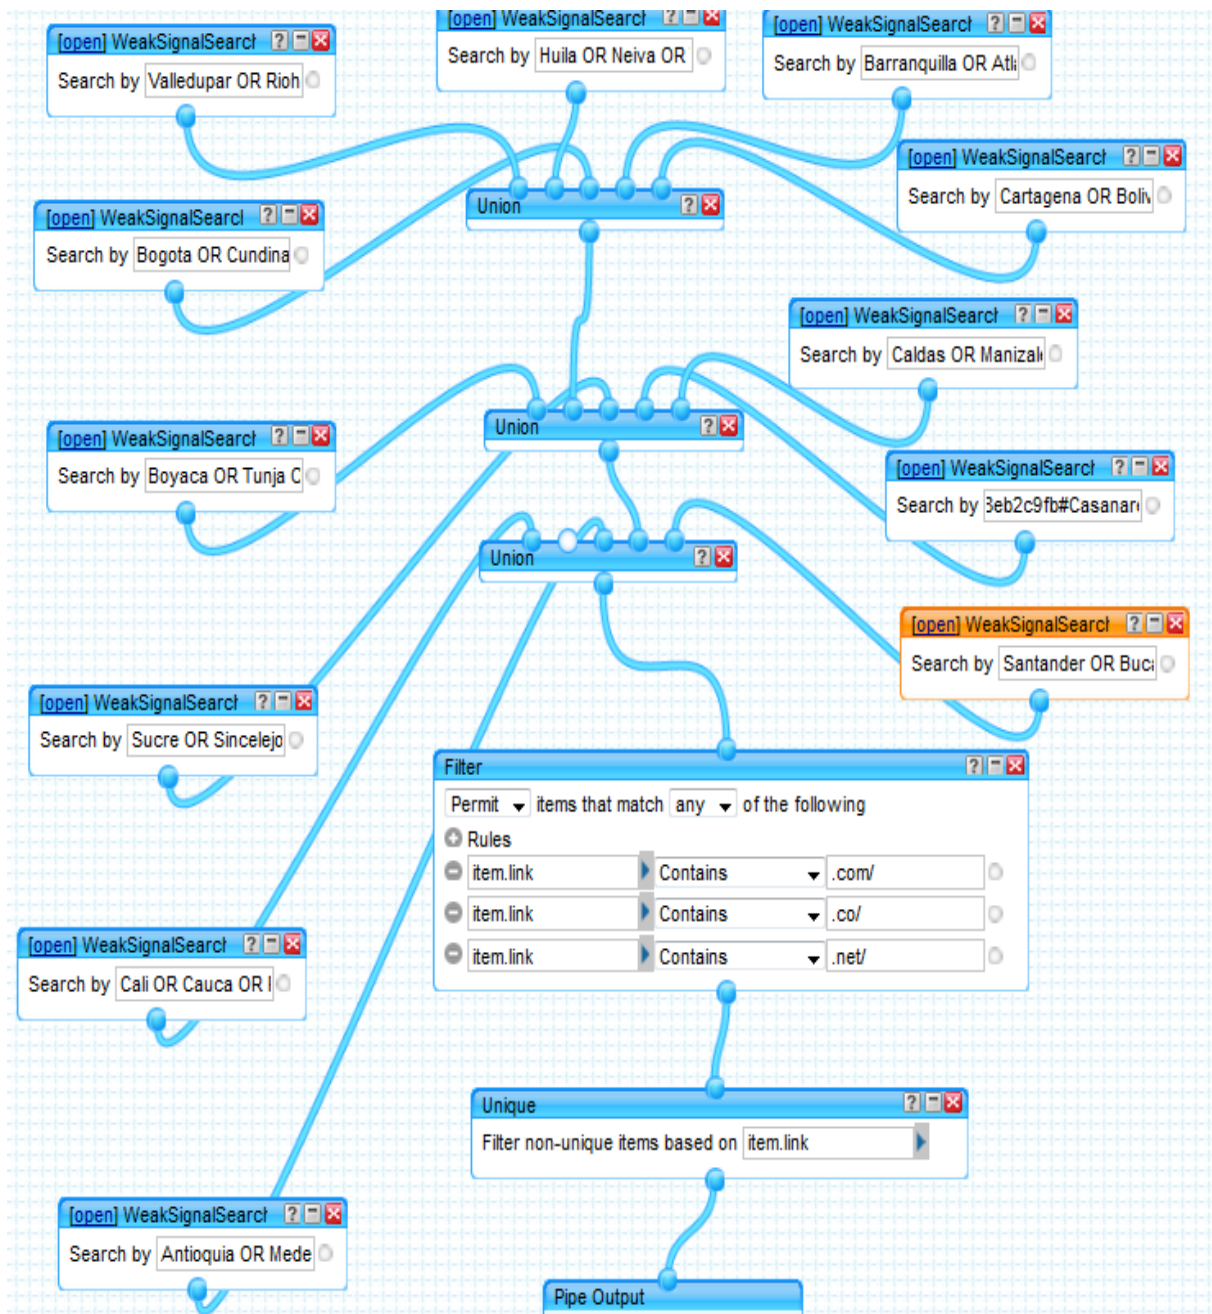 [open] WeakSignalSearch ?
Search by Huila OR Neiva OR
[open] WeakSignalSearch ?
Search by Barranquilla OR Atl
[open] WeakSignalSearch ?
Search by Valledupar OR Rioh
[open] WeakSignalSearch ?
Search by Cartagena OR Boliv
Union ?
[open] WeakSignalSearch ?
Search by Bogota OR Cundina
[open] WeakSignalSearch ?
Search by Caldas OR Manizal
Union ?
[open] WeakSignalSearch ?
Search by Boyaca OR Tunja O
[open] WeakSignalSearch ?
Search by 3eb2c9fb#Casanar
Union ?
[open] WeakSignalSearch ?
Search by Santander OR Buc
[open] WeakSignalSearch ?
Search by Sucre OR Sincelejo
Filter ?
Permit items that match any of the following
Rules
item.link Contains .com/
item.link Contains .co/
item.link Contains .net/
[open] WeakSignalSearch ?
Search by Cali OR Cauca OR
Unique ?
Filter non-unique items based on item.link
[open] WeakSignalSearch ?
Search by Antioquia OR Mede
Pipe Output